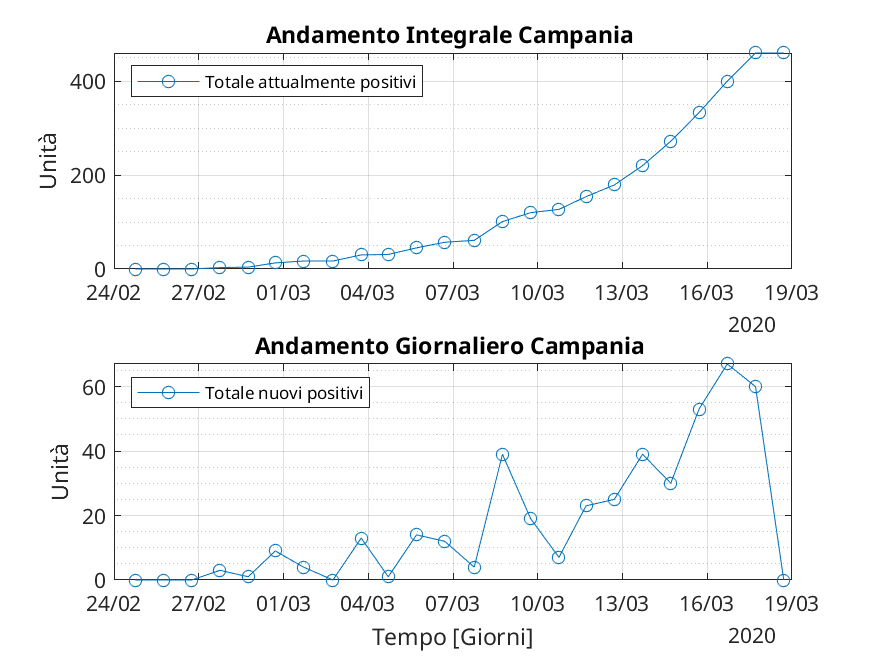 Andamento Integrale Campania
Totale attualmente positivi
Unità
400
200
0
24/02 27/02 01/03 04/03 07/03 10/03 13/03 16/03 19/03
2020
Andamento Giornaliero Campania
Totale nuovi positivi
Unità
60
40
20
0
24/02 27/02 01/03 04/03 07/03 10/03 13/03 16/03 19/03
Tempo [Giorni]
2020